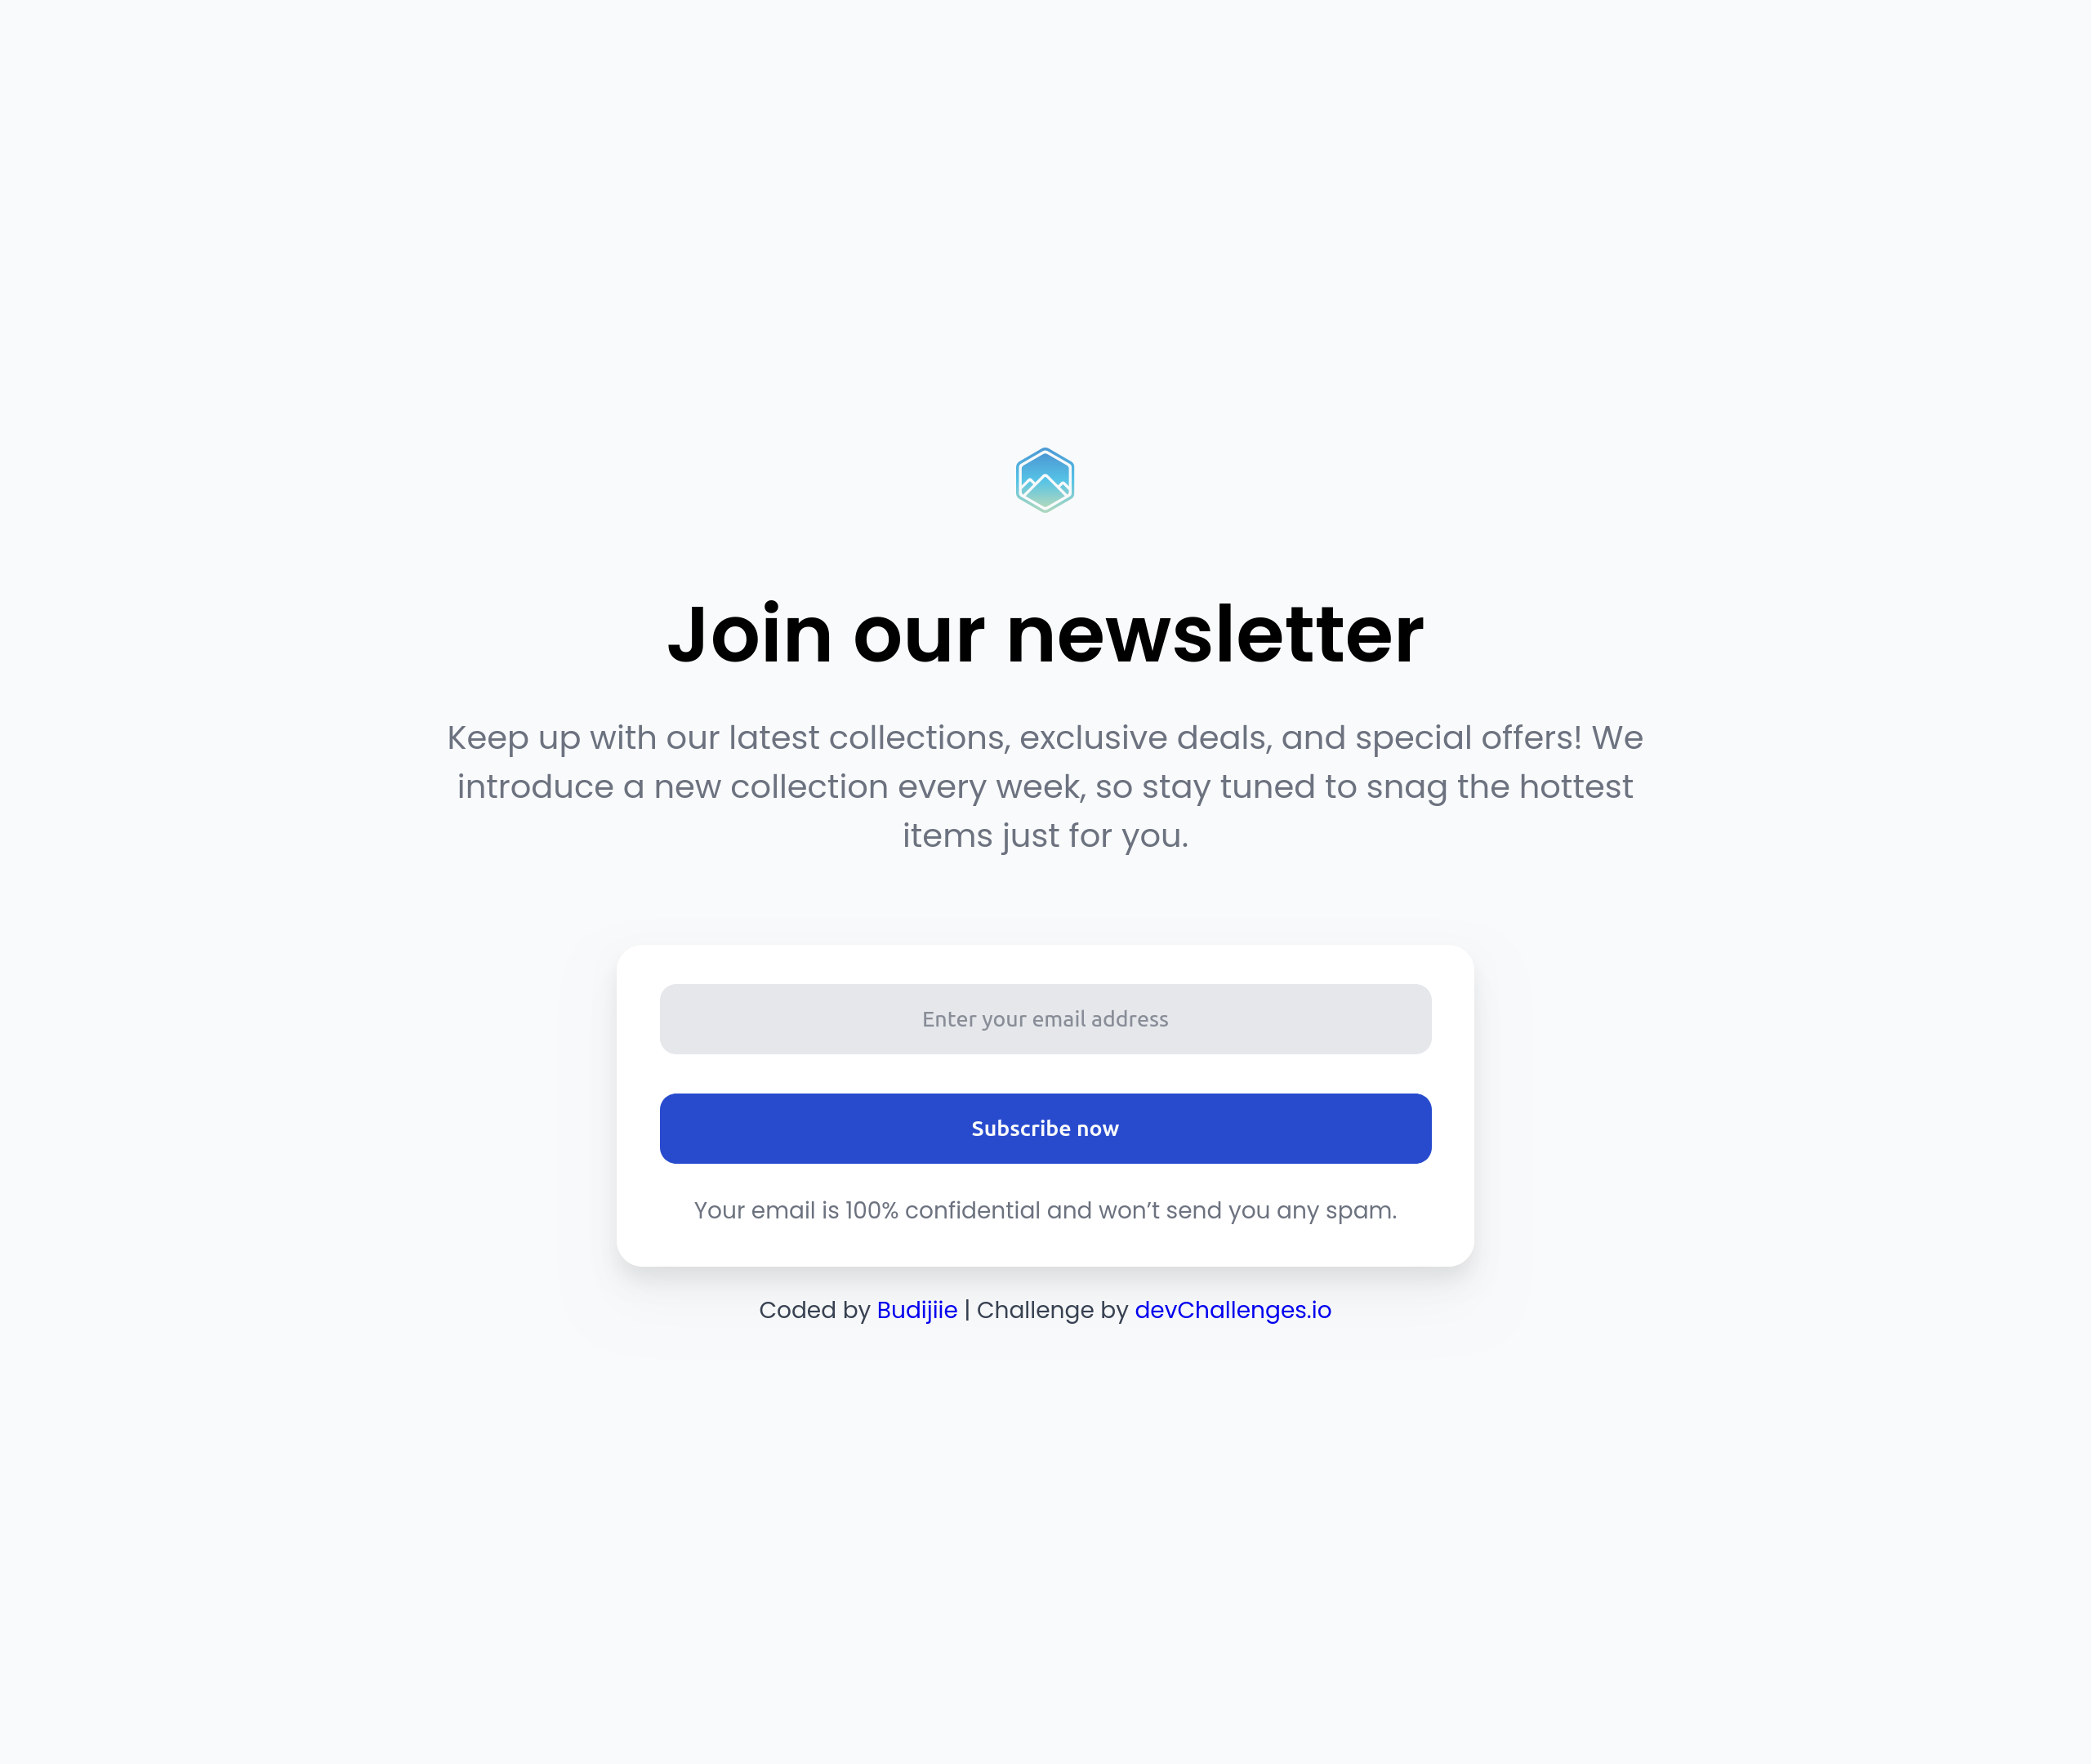 Join our newsletter
Keep up with our latest collections, exclusive deals, and special offers! We
introduce a new collection every week, so stay tuned to snag the hottest
items just for you.
Enter your email address
Subscribe now
Your email is 100% confidential and won’t send you any spam.
Coded by Budijiie | Challenge by devChallenges.io